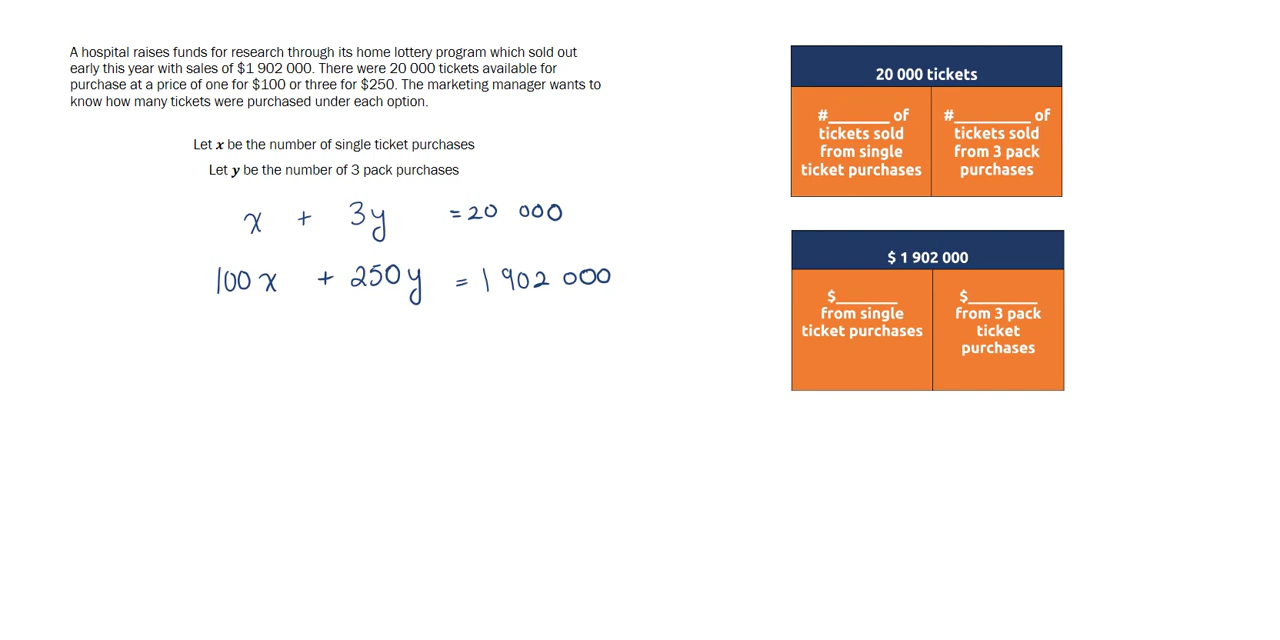 A hospital raises funds for research through its home lottery program which sold out
early this year with sales of $1 902 000. There were 20 000 tickets available for
purchase at a price of one for $100 or three for $250. The marketing manager wants to
know how many tickets were purchased under each option.
Let x be the number of single ticket purchases
Let y be the number of 3 pack purchases
x + 3y = 20 000
100x + 250y = 1 902 000
20 000 tickets
#_______ of
tickets sold
from single
ticket purchases
#_________ of
tickets sold
from 3 pack
purchases
$ 1 902 000
$_______
from single
ticket purchases
$________
from 3 pack
ticket
purchases